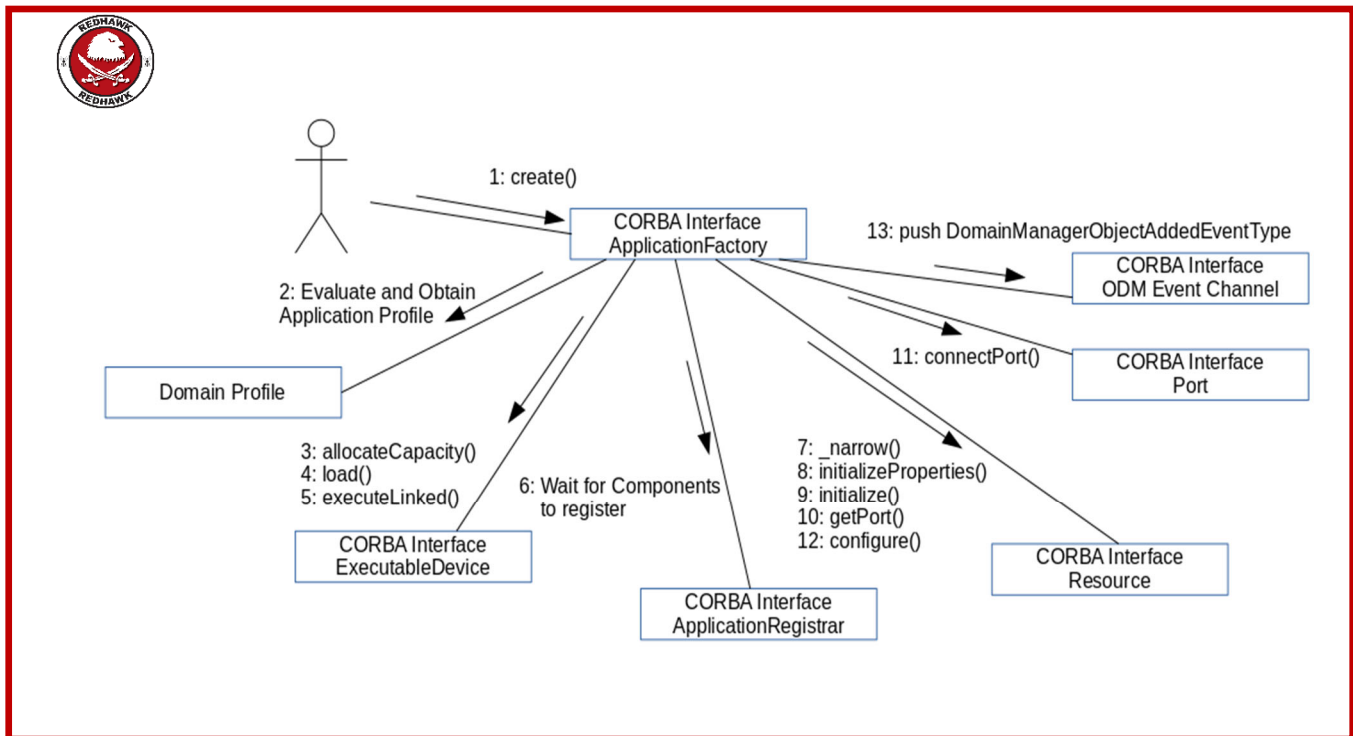 REDHAWK
REDHAWK
1: create()
CORBA Interface
ApplicationFactory
13: push DomainManagerObjectAddedEventType
CORBA Interface
ODM Event Channel
2: Evaluate and Obtain
Application Profile
11: connectPort()
CORBA Interface
Port
Domain Profile
3: allocateCapacity()
4: load()
5: executeLinked()
6: Wait for Components
to register
7: _narrow()
8: initializeProperties()
9: initialize()
10: getPort()
12: configure()
CORBA Interface
ExecutableDevice
CORBA Interface
Resource
CORBA Interface
ApplicationRegistrar